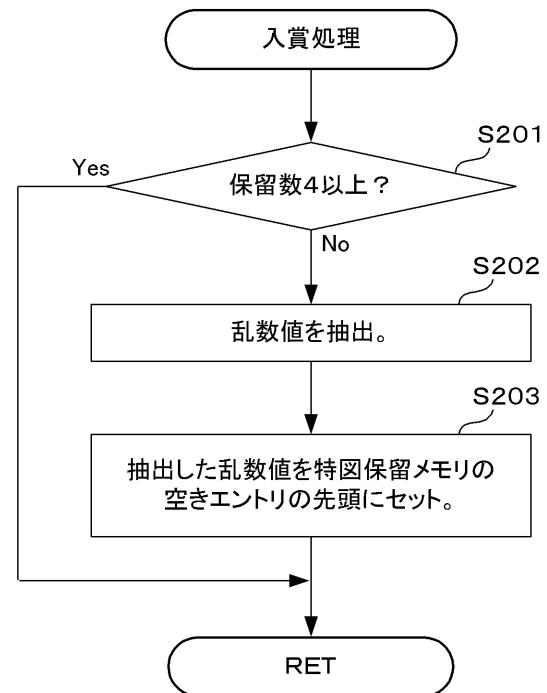 入賞処理
S201
Yes
保留数4以上？
No
S202
乱数値を抽出。
S203
抽出した乱数値を特図保留メモリの
空きエントリの先頭にセット。
RET